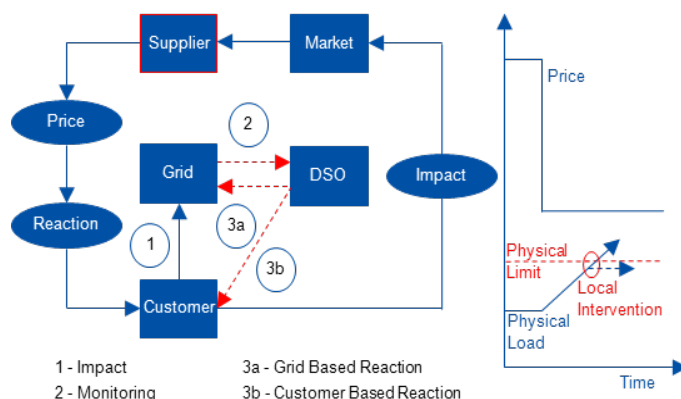 Supplier
Market
Price
Price
2
Grid
DSO
Impact
Reaction
3a
1
3b
Physical
Limit
Local
Intervention
Customer
Physical
Load
Time
1 - Impact
3a - Grid Based Reaction
2 - Monitoring
3b - Customer Based Reaction